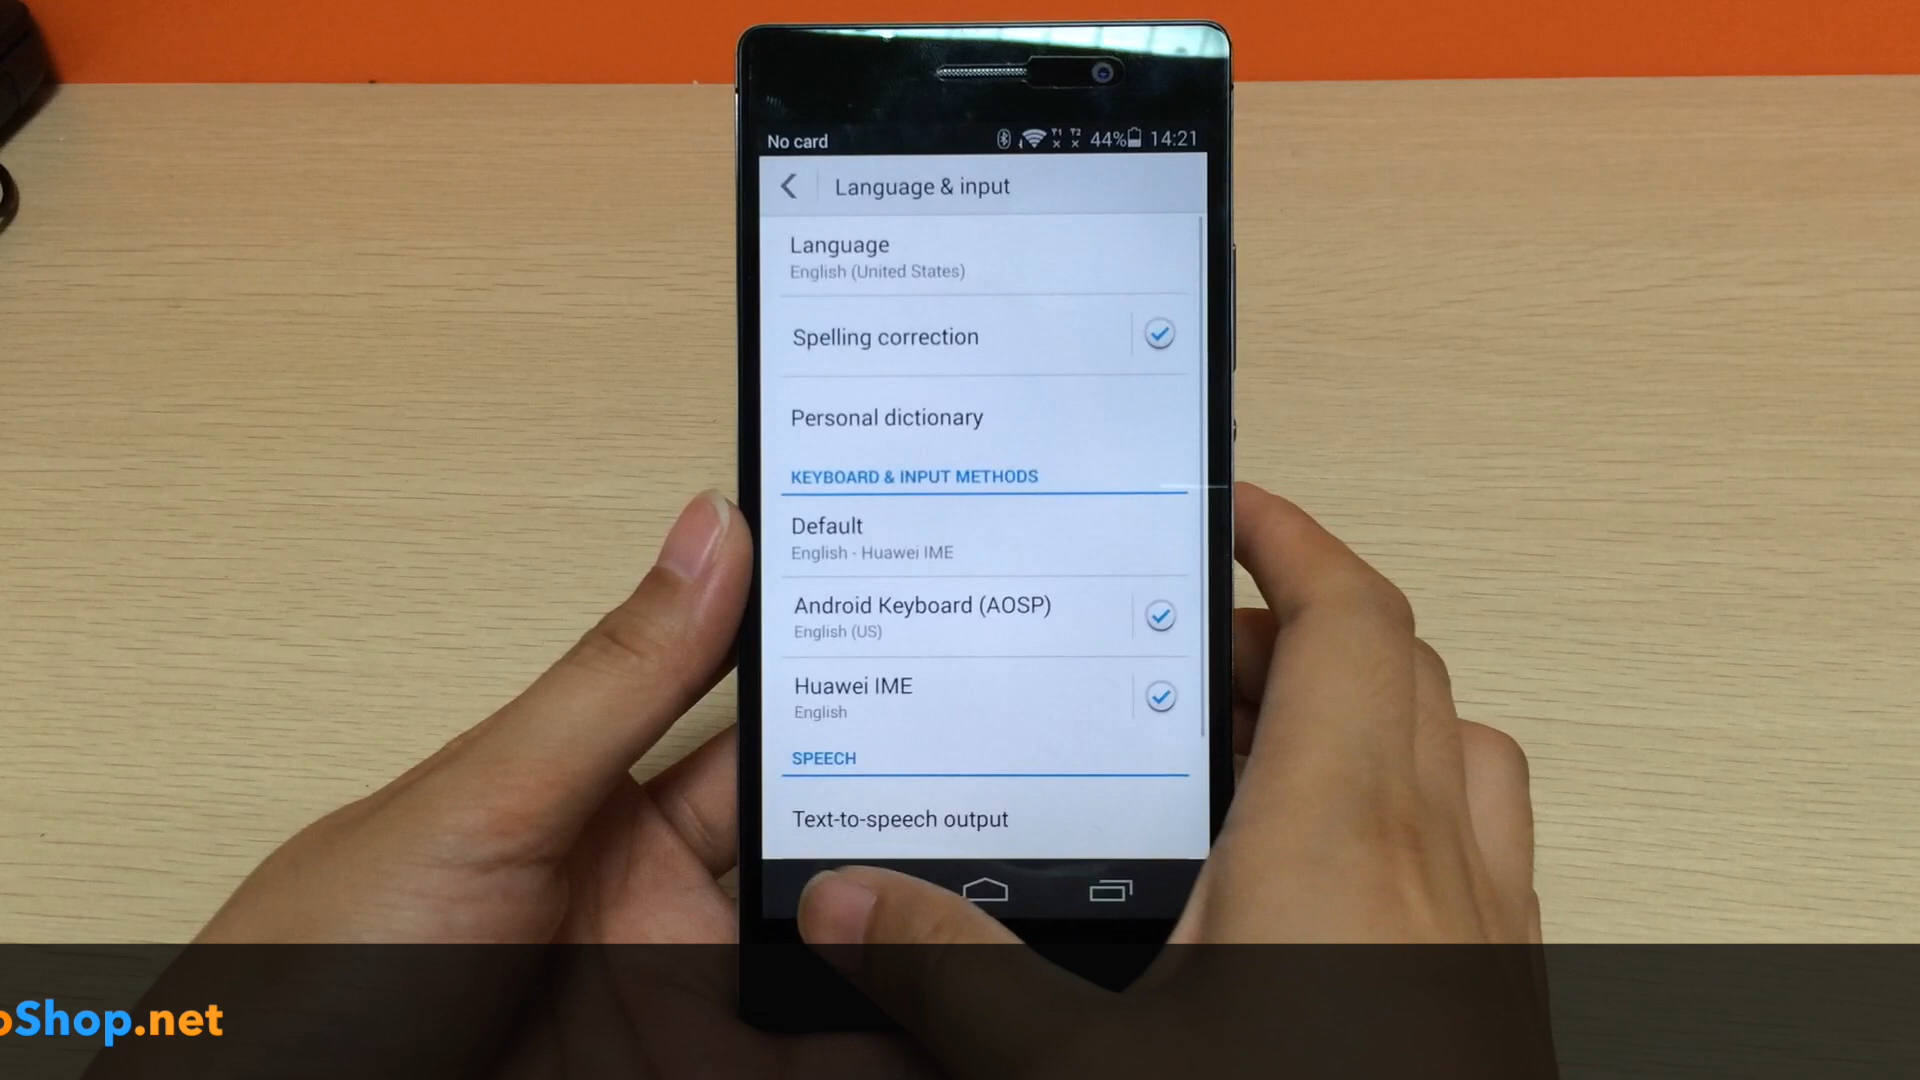 No card 44% 14:21
Language & input
Language
English (United States)
Spelling correction
Personal dictionary
KEYBOARD & INPUT METHODS
Default
English - Huawei IME
Android Keyboard (AOSP)
English (US)
Huawei IME
English
SPEECH
Text-to-speech output
oShop.net